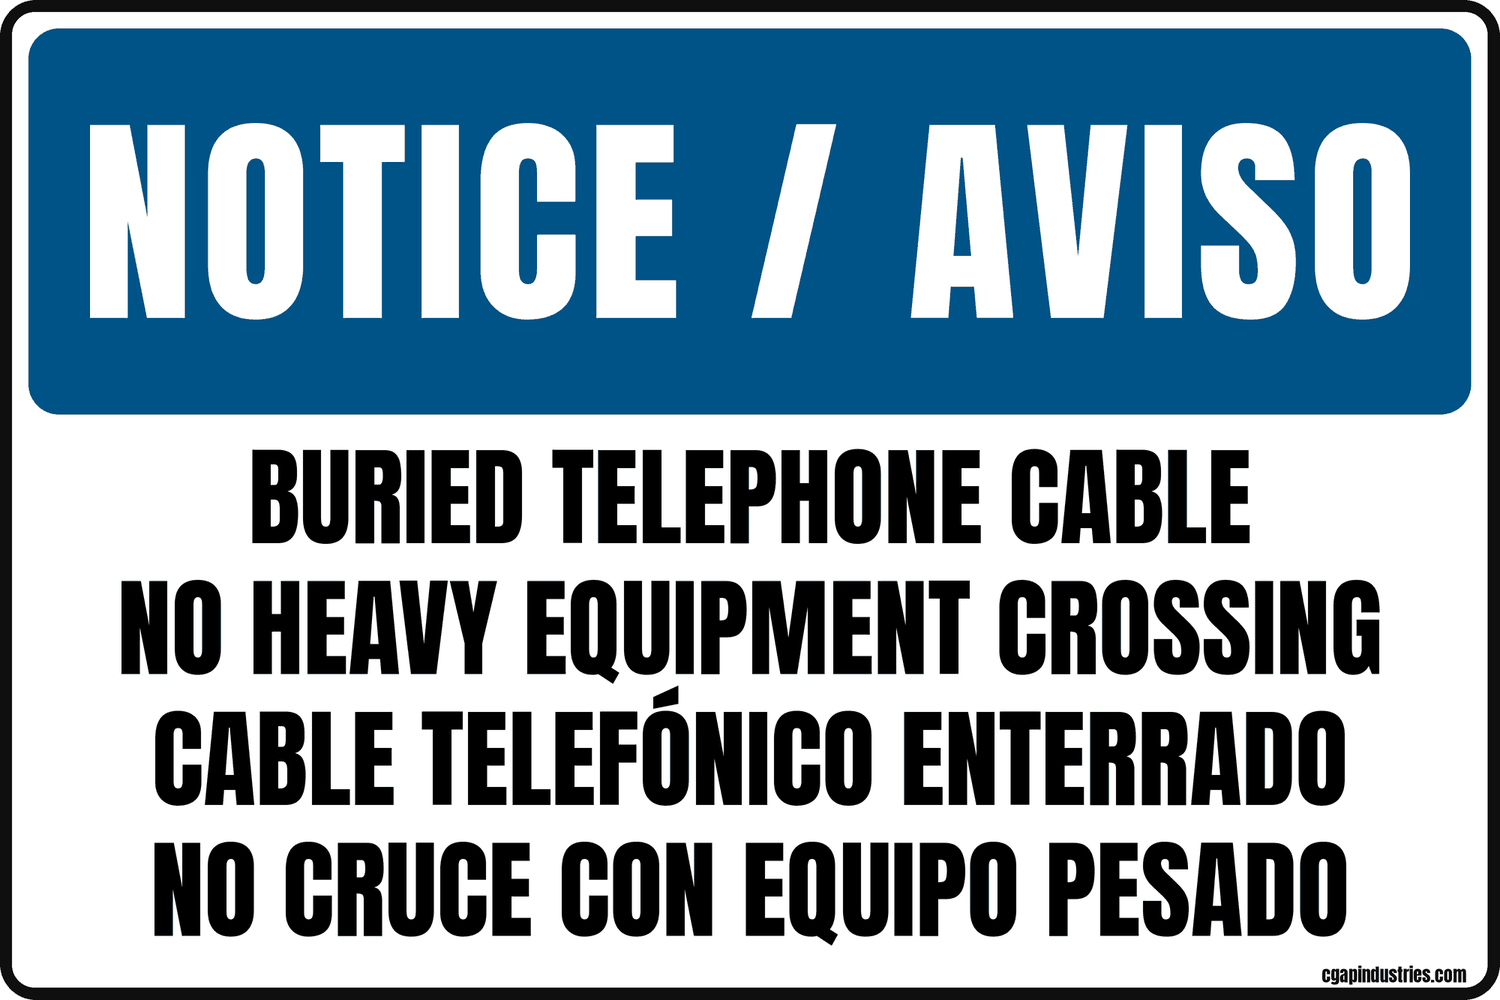 NOTICE / AVISO
BURIED TELEPHONE CABLE
NO HEAVY EQUIPMENT CROSSING
CABLE TELEFÓNICO ENTERRADO
NO CRUCE CON EQUIPO PESADO
cgapindustries.com